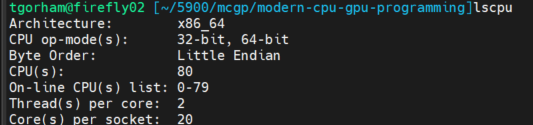 tgorham@firefly02 [~/5900/mcgp/modern-cpu-gpu-programming]lscpu
Architecture:        x86_64
CPU op-mode(s):      32-bit, 64-bit
Byte Order:          Little Endian
CPU(s):              80
On-line CPU(s) list: 0-79
Thread(s) per core:  2
Core(s) per socket:  20